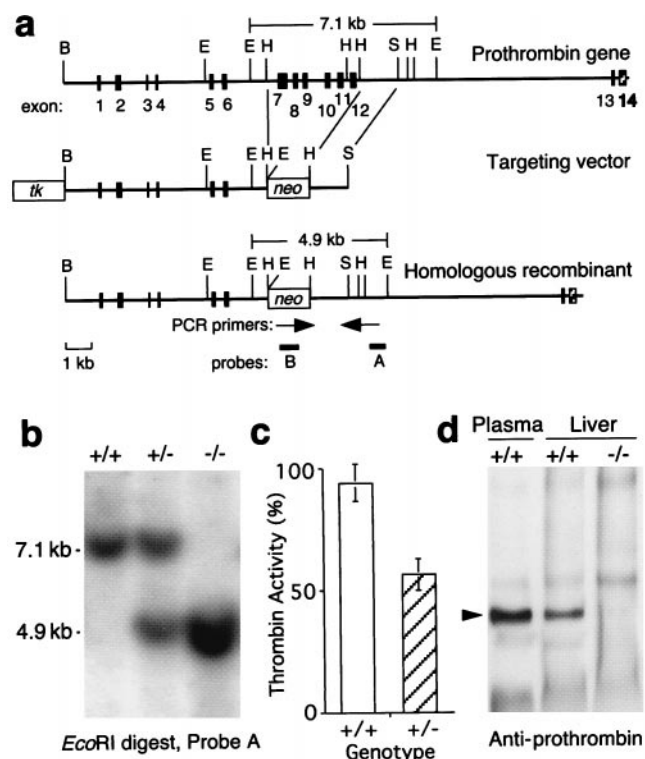 a
7.1 kb
B E E H H H S H E Prothrombin gene
exon: 1 2 3 4 5 6 7 8 9 10 11 12 13 14
B E E H E H S Targeting vector
tk neo
4.9 kb
B E E H E H S H E Homologous recombinant
neo
PCR primers:
1 kb probes: B A
b
+/+ +/- -/-
7.1 kb -
4.9 kb -
EcoRI digest, Probe A
c
Thrombin Activity (%)
100
50
0
+/+ +/-
Genotype
d
Plasma Liver
+/+ +/+ -/-
Anti-prothrombin